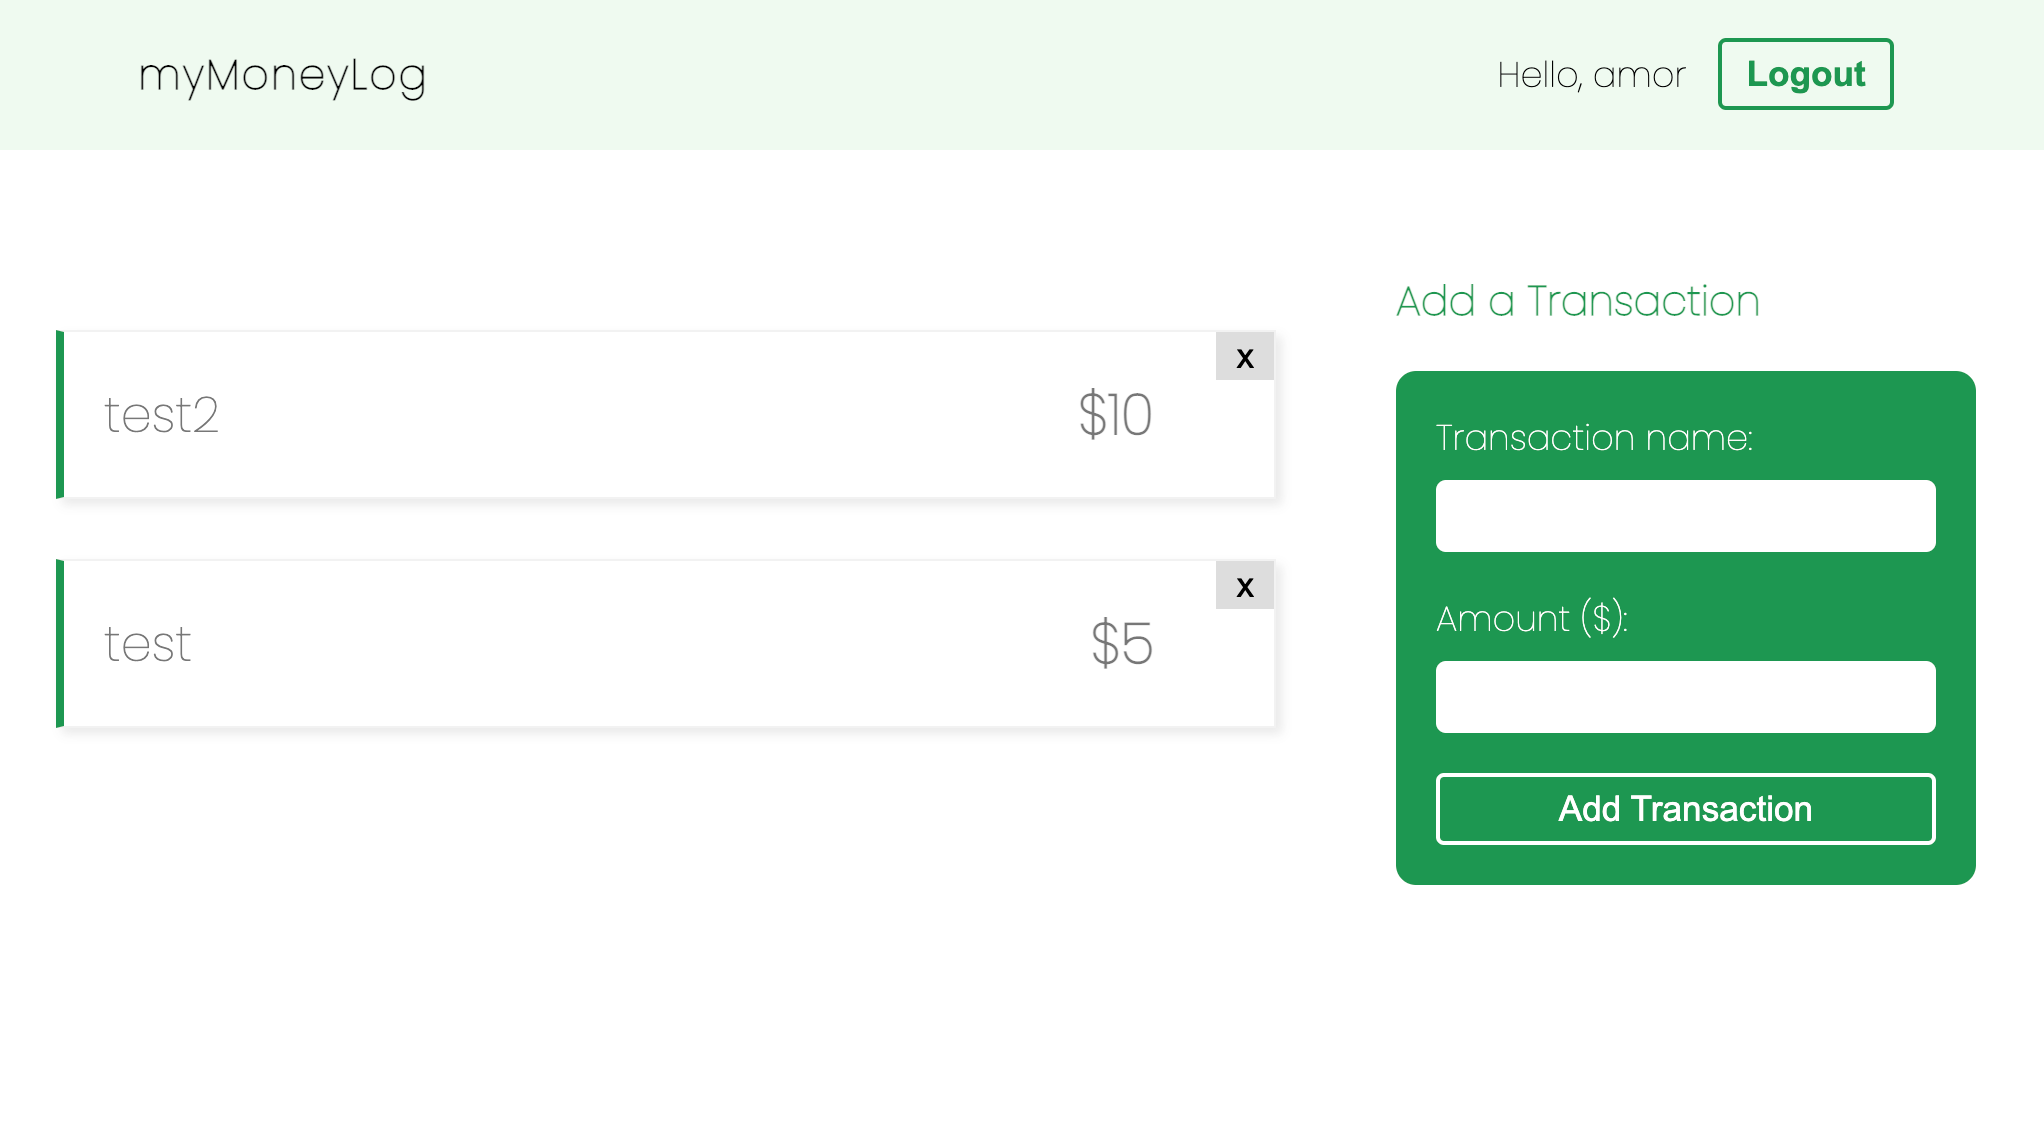 myMoneyLog
Hello, amor
Logout
x
test2
$10
x
test
$5
Add a Transaction
Transaction name:
Amount ($):
Add Transaction